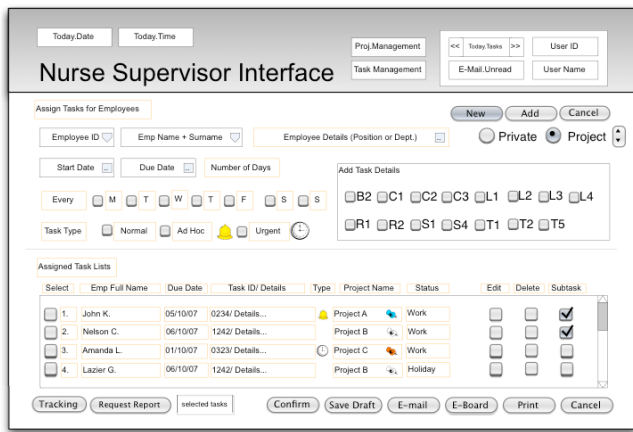 Today.Date Today.Time
Proj.Management << Today.Tasks >> User ID
Nurse Supervisor Interface Task Management E-Mail.Unread User Name
Assign Tasks for Employees
New Add Cancel
Employee ID Emp Name + Surname Employee Details (Position or Dept.) ... Private Project
Start Date ... Due Date ... Number of Days
Add Task Details
Every M T W T F S S
B2 C1 C2 C3 L1 L2 L3 L4
Task Type Normal Ad Hoc Urgent
R1 R2 S1 S4 T1 T2 T5
Assigned Task Lists
Select Emp Full Name Due Date Task ID/ Details Type Project Name Status Edit Delete Subtask
1. John K. 05/10/07 0234/ Details... Project A Work
2. Nelson C. 06/10/07 1242/ Details... Project B Work
3. Amanda L. 01/10/07 0323/ Details... Project C Work
4. Lazier G. 06/10/07 1242/ Details... Project B Holiday
Tracking Request Report selected tasks Confirm Save Draft E-mail E-Board Print Cancel